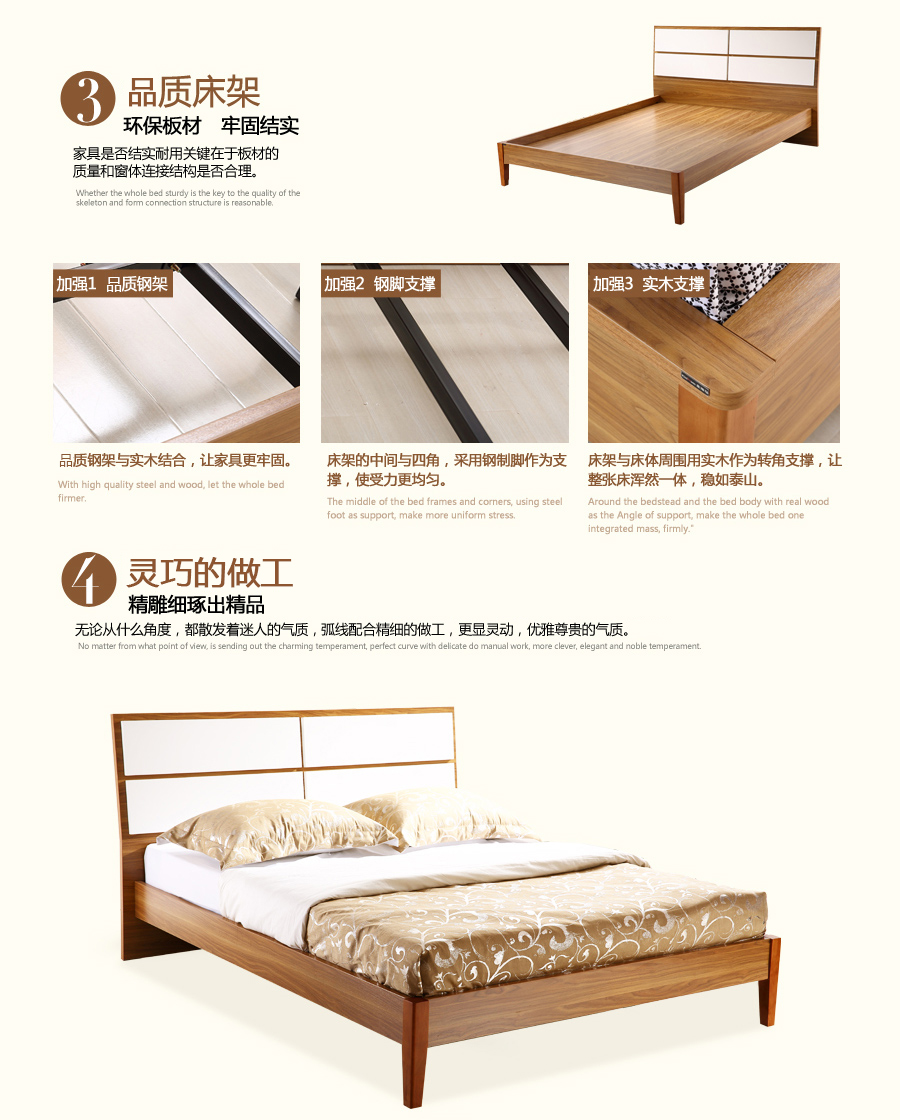 3 品质床架
环保板材 牢固结实
家具是否结实耐用关键在于板材的
质量和窗体连接结构是否合理。
Whether the whole bed sturdy is the key to the quality of the
skeleton and form connection structure is reasonable.
加强1 品质钢架
品质钢架与实木结合，让家具更牢固。
With high quality steel and wood, let the whole bed
firmer.
加强2 钢脚支撑
床架的中间与四角，采用钢制脚作为支
撑，使受力更均匀。
The middle of the bed frames and corners, using steel
foot as support, make more uniform stress.
加强3 实木支撑
床架与床体周围用实木作为转角支撑，让
整张床浑然一体，稳如泰山。
Around the bedstead and the bed body with real wood
as the Angle of support, make the whole bed one
integrated mass, firmly."
4 灵巧的做工
精雕细琢出精品
无论从什么角度，都散发着迷人的气质，弧线配合精细的做工，更显灵动，优雅尊贵的气质。
No matter from what point of view, is sending out the charming temperament, perfect curve with delicate do manual work, more clever, elegant and noble temperament.